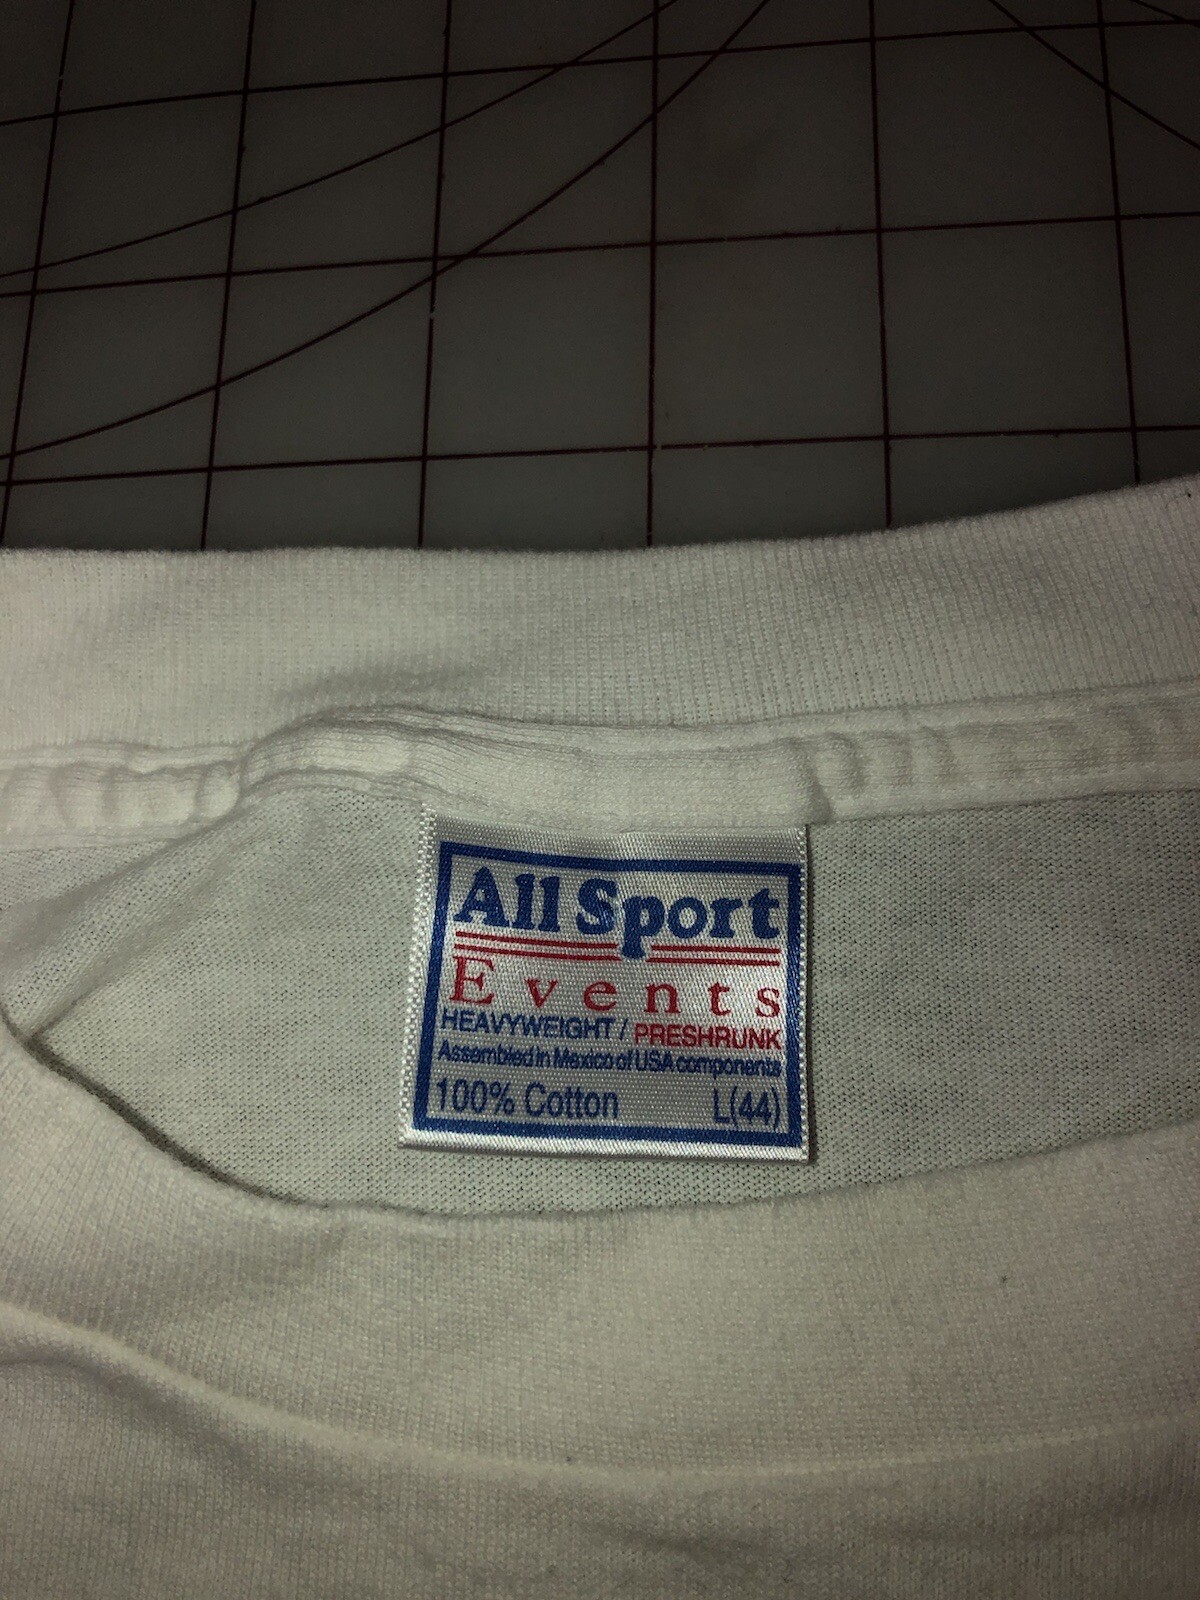 All Sport
Events
HEAVYWEIGHT / PRESHRUNK
Assembled in Mexico of USA components
100% Cotton L(44)